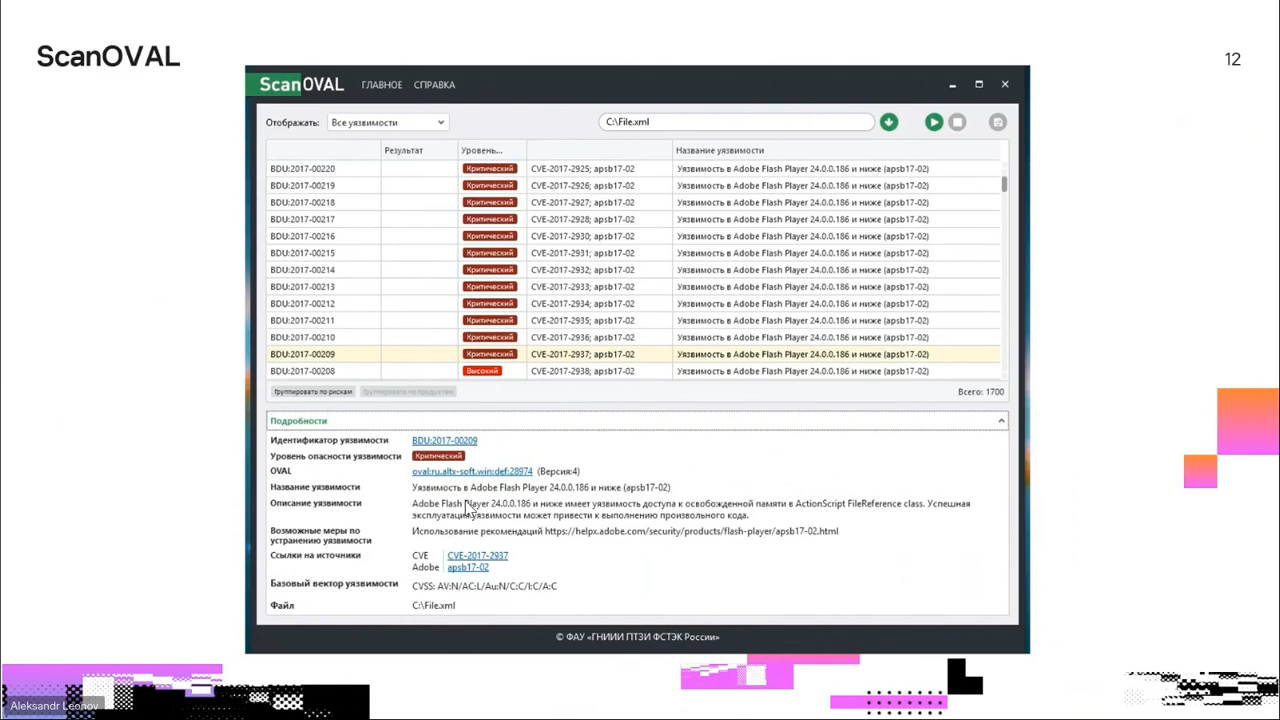 ScanOVAL
12
ScanOVAL ГЛАВНОЕ СПРАВКА
Отображать: Все уязвимости C:\File.xml
Результат Уровень... Название уязвимости
BDU:2017-00220 Критический CVE-2017-2925; apsb17-02 Уязвимость в Adobe Flash Player 24.0.0.186 и ниже (apsb17-02)
BDU:2017-00219 Критический CVE-2017-2926; apsb17-02 Уязвимость в Adobe Flash Player 24.0.0.186 и ниже (apsb17-02)
BDU:2017-00218 Критический CVE-2017-2927; apsb17-02 Уязвимость в Adobe Flash Player 24.0.0.186 и ниже (apsb17-02)
BDU:2017-00217 Критический CVE-2017-2928; apsb17-02 Уязвимость в Adobe Flash Player 24.0.0.186 и ниже (apsb17-02)
BDU:2017-00216 Критический CVE-2017-2930; apsb17-02 Уязвимость в Adobe Flash Player 24.0.0.186 и ниже (apsb17-02)
BDU:2017-00215 Критический CVE-2017-2931; apsb17-02 Уязвимость в Adobe Flash Player 24.0.0.186 и ниже (apsb17-02)
BDU:2017-00214 Критический CVE-2017-2932; apsb17-02 Уязвимость в Adobe Flash Player 24.0.0.186 и ниже (apsb17-02)
BDU:2017-00213 Критический CVE-2017-2933; apsb17-02 Уязвимость в Adobe Flash Player 24.0.0.186 и ниже (apsb17-02)
BDU:2017-00212 Критический CVE-2017-2934; apsb17-02 Уязвимость в Adobe Flash Player 24.0.0.186 и ниже (apsb17-02)
BDU:2017-00211 Критический CVE-2017-2935; apsb17-02 Уязвимость в Adobe Flash Player 24.0.0.186 и ниже (apsb17-02)
BDU:2017-00210 Критический CVE-2017-2936; apsb17-02 Уязвимость в Adobe Flash Player 24.0.0.186 и ниже (apsb17-02)
BDU:2017-00209 Критический CVE-2017-2937; apsb17-02 Уязвимость в Adobe Flash Player 24.0.0.186 и ниже (apsb17-02)
BDU:2017-00208 Высокий CVE-2017-2938; apsb17-02 Уязвимость в Adobe Flash Player 24.0.0.186 и ниже (apsb17-02)
Группировать по рискам Группировать по продуктам Всего: 1700
Подробности
Идентификатор уязвимости BDU:2017-00209
Уровень опасности уязвимости Критический
OVAL oval:ru.altx-soft.win:def:28974 (Версия:4)
Название уязвимости Уязвимость в Adobe Flash Player 24.0.0.186 и ниже (apsb17-02)
Описание уязвимости Adobe Flash Player 24.0.0.186 и ниже имеет уязвимость доступа к освобожденной памяти в ActionScript FileReference class. Успешная
эксплуатация уязвимости может привести к выполнению произвольного кода.
Возможные меры по
устранению уязвимости Использование рекомендаций https://helpx.adobe.com/security/products/flash-player/apsb17-02.html
Ссылки на источники CVE CVE-2017-2937
Adobe apsb17-02
Базовый вектор уязвимости CVSS: AV:N/AC:L/Au:N/C:C/I:C/A:C
Файл C:\File.xml
© ФАУ «ГНИИИ ПТЗИ ФСТЭК России»
Aleksandr Leonov